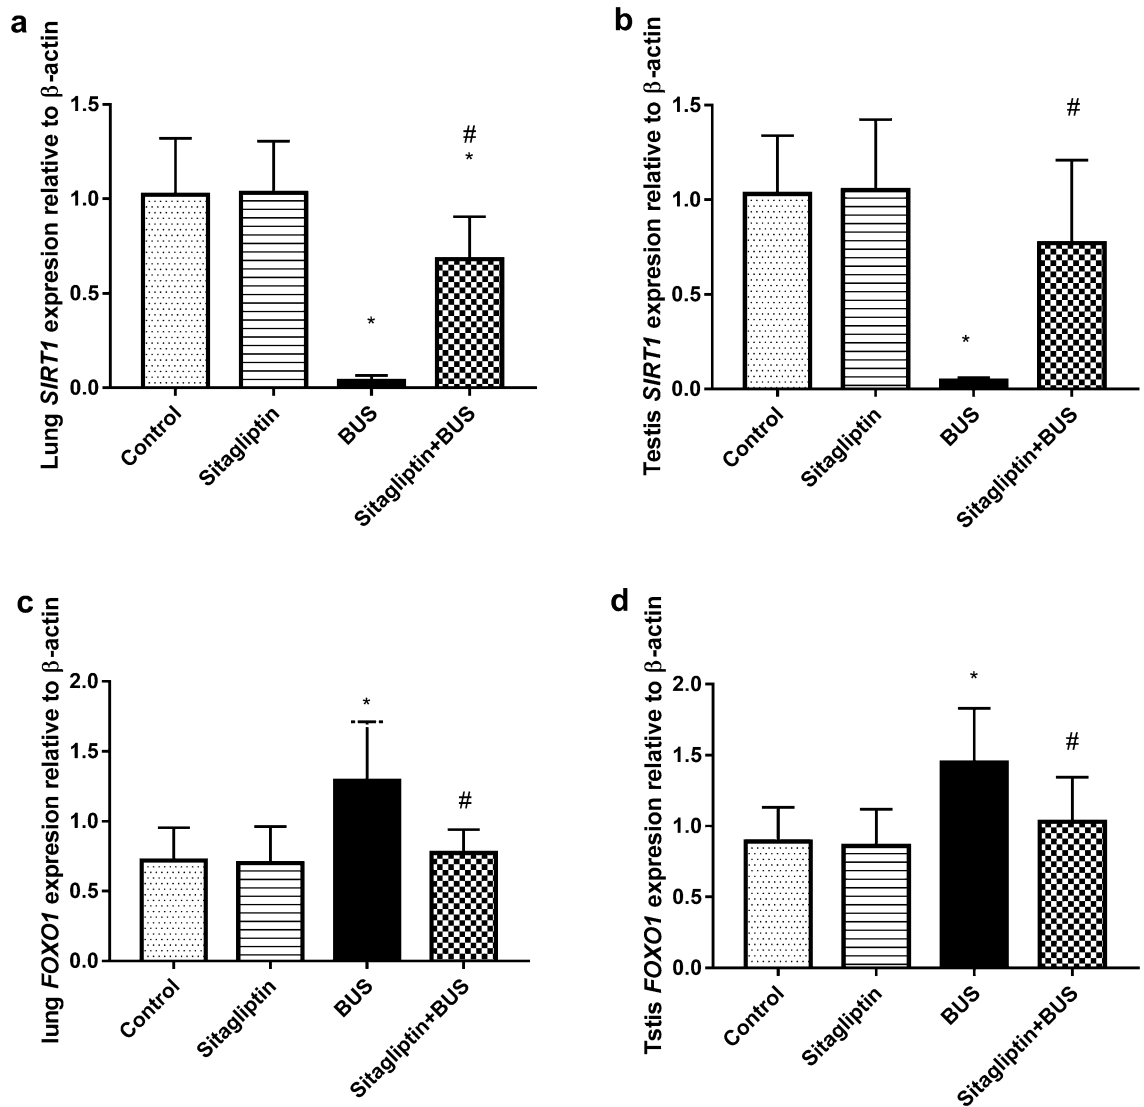 a
Lung SIRT1 expresion relative to β-actin
1.5
1.0
0.5
0.0
#
*
*
Control
Sitagliptin
BUS
Sitagliptin+BUS
b
Testis SIRT1 expresion relative to β-actin
1.5
1.0
0.5
0.0
#
*
Control
Sitagliptin
BUS
Sitagliptin+BUS
c
lung FOXO1 expresion relative to β-actin
2.0
1.5
1.0
0.5
0.0
*
#
Control
Sitagliptin
BUS
Sitagliptin+BUS
d
Tstis FOXO1 expresion relative to β-actin
2.0
1.5
1.0
0.5
0.0
*
#
Control
Sitagliptin
BUS
Sitagliptin+BUS